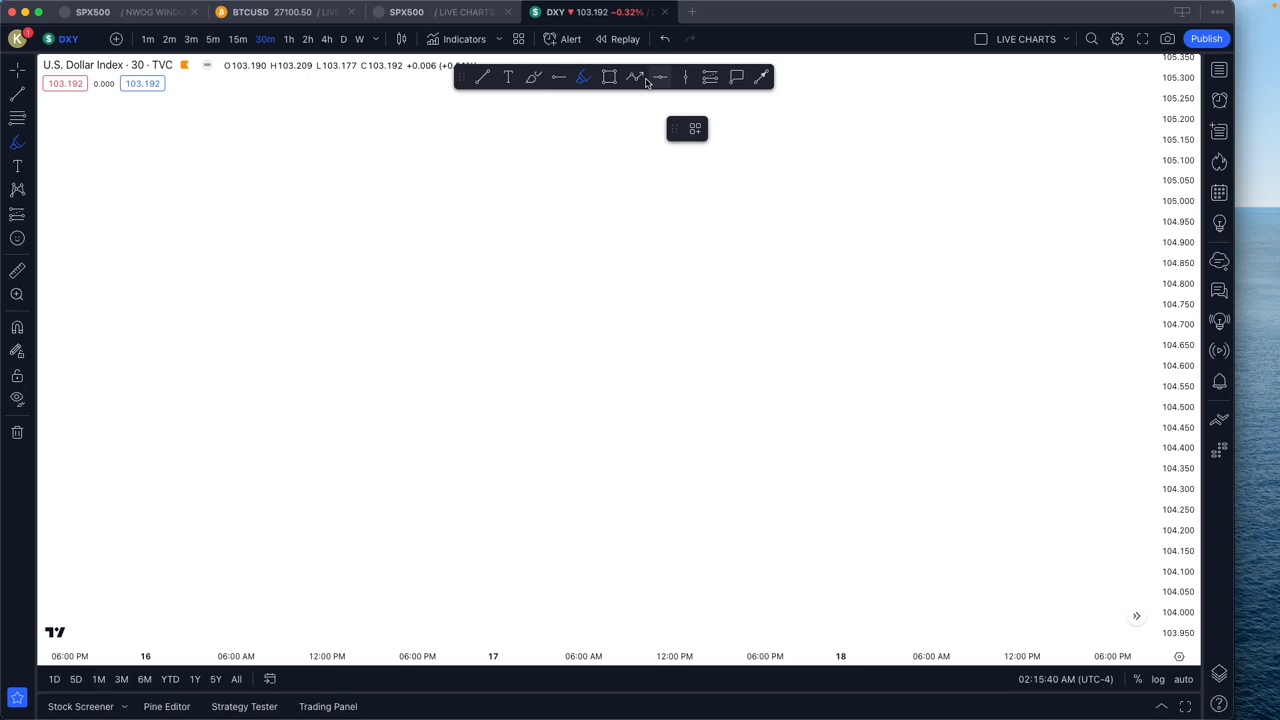 SPX500 / NWOG WIND
BTCUSD 27100.50 / LIVE
SPX500 / LIVE CHARTS
DXY 103.192 −0.32% / L
K 1
DXY
1m 2m 3m 5m 15m 30m 1h 2h 4h D W
Indicators
Alert
Replay
LIVE CHARTS
Publish
U.S. Dollar Index · 30 · TVC
O103.190 H103.209 L103.177 C103.192 +0.006
103.192 0.000 103.192
105.350
105.300
105.250
105.200
105.150
105.100
105.050
105.000
104.950
104.900
104.850
104.800
104.750
104.700
104.650
104.600
104.550
104.500
104.450
104.400
104.350
104.300
104.250
104.200
104.150
104.100
104.050
104.000
103.950
06:00 PM 16 06:00 AM 12:00 PM 06:00 PM 17 06:00 AM 12:00 PM 06:00 PM 18 06:00 AM 12:00 PM 06:00 PM
1D 5D 1M 3M 6M YTD 1Y 5Y All
02:15:40 AM (UTC-4) % log auto
Stock Screener Pine Editor Strategy Tester Trading Panel